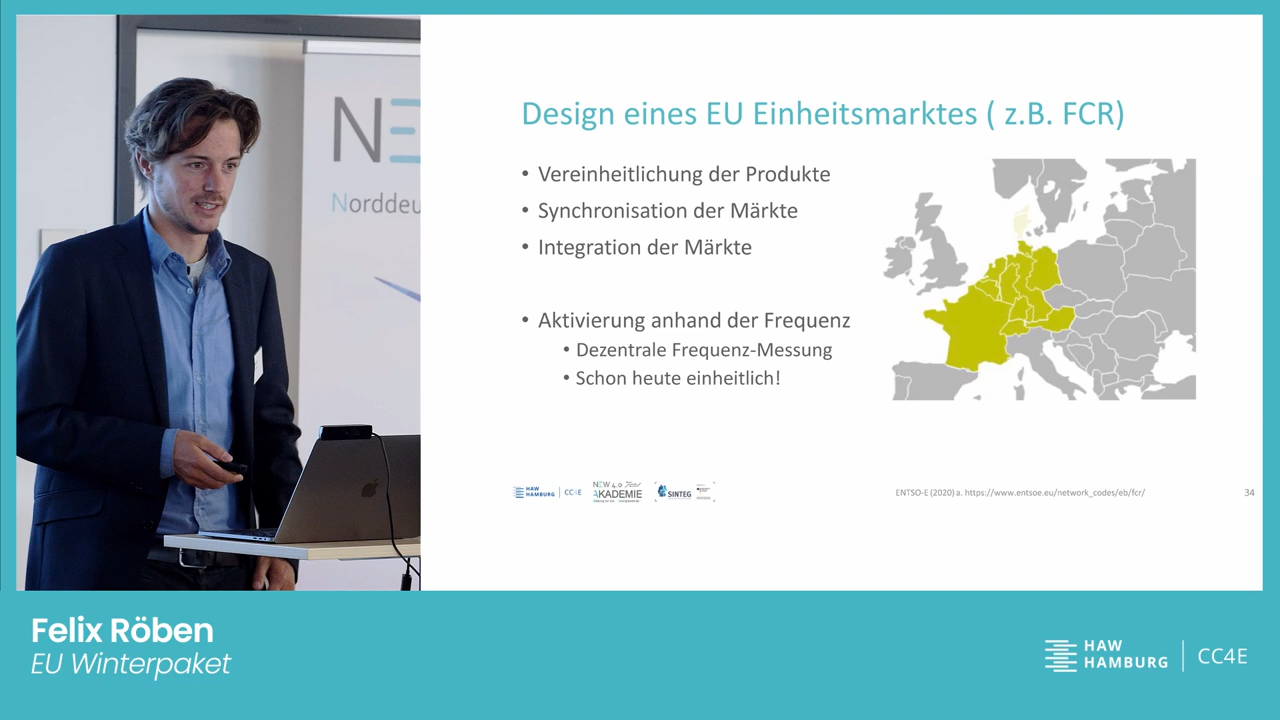 NE
Norddeu
Design eines EU Einheitsmarktes ( z.B. FCR)
• Vereinheitlichung der Produkte
• Synchronisation der Märkte
• Integration der Märkte
• Aktivierung anhand der Frequenz
• Dezentrale Frequenz-Messung
• Schon heute einheitlich!
HAW HAMBURG | CC4E
NEW 4.0
AKADEMIE
SINTEG
ENTSO-E (2020) a. https://www.entsoe.eu/network_codes/eb/fcr/
34
Felix Röben
EU Winterpaket
HAW
HAMBURG
CC4E